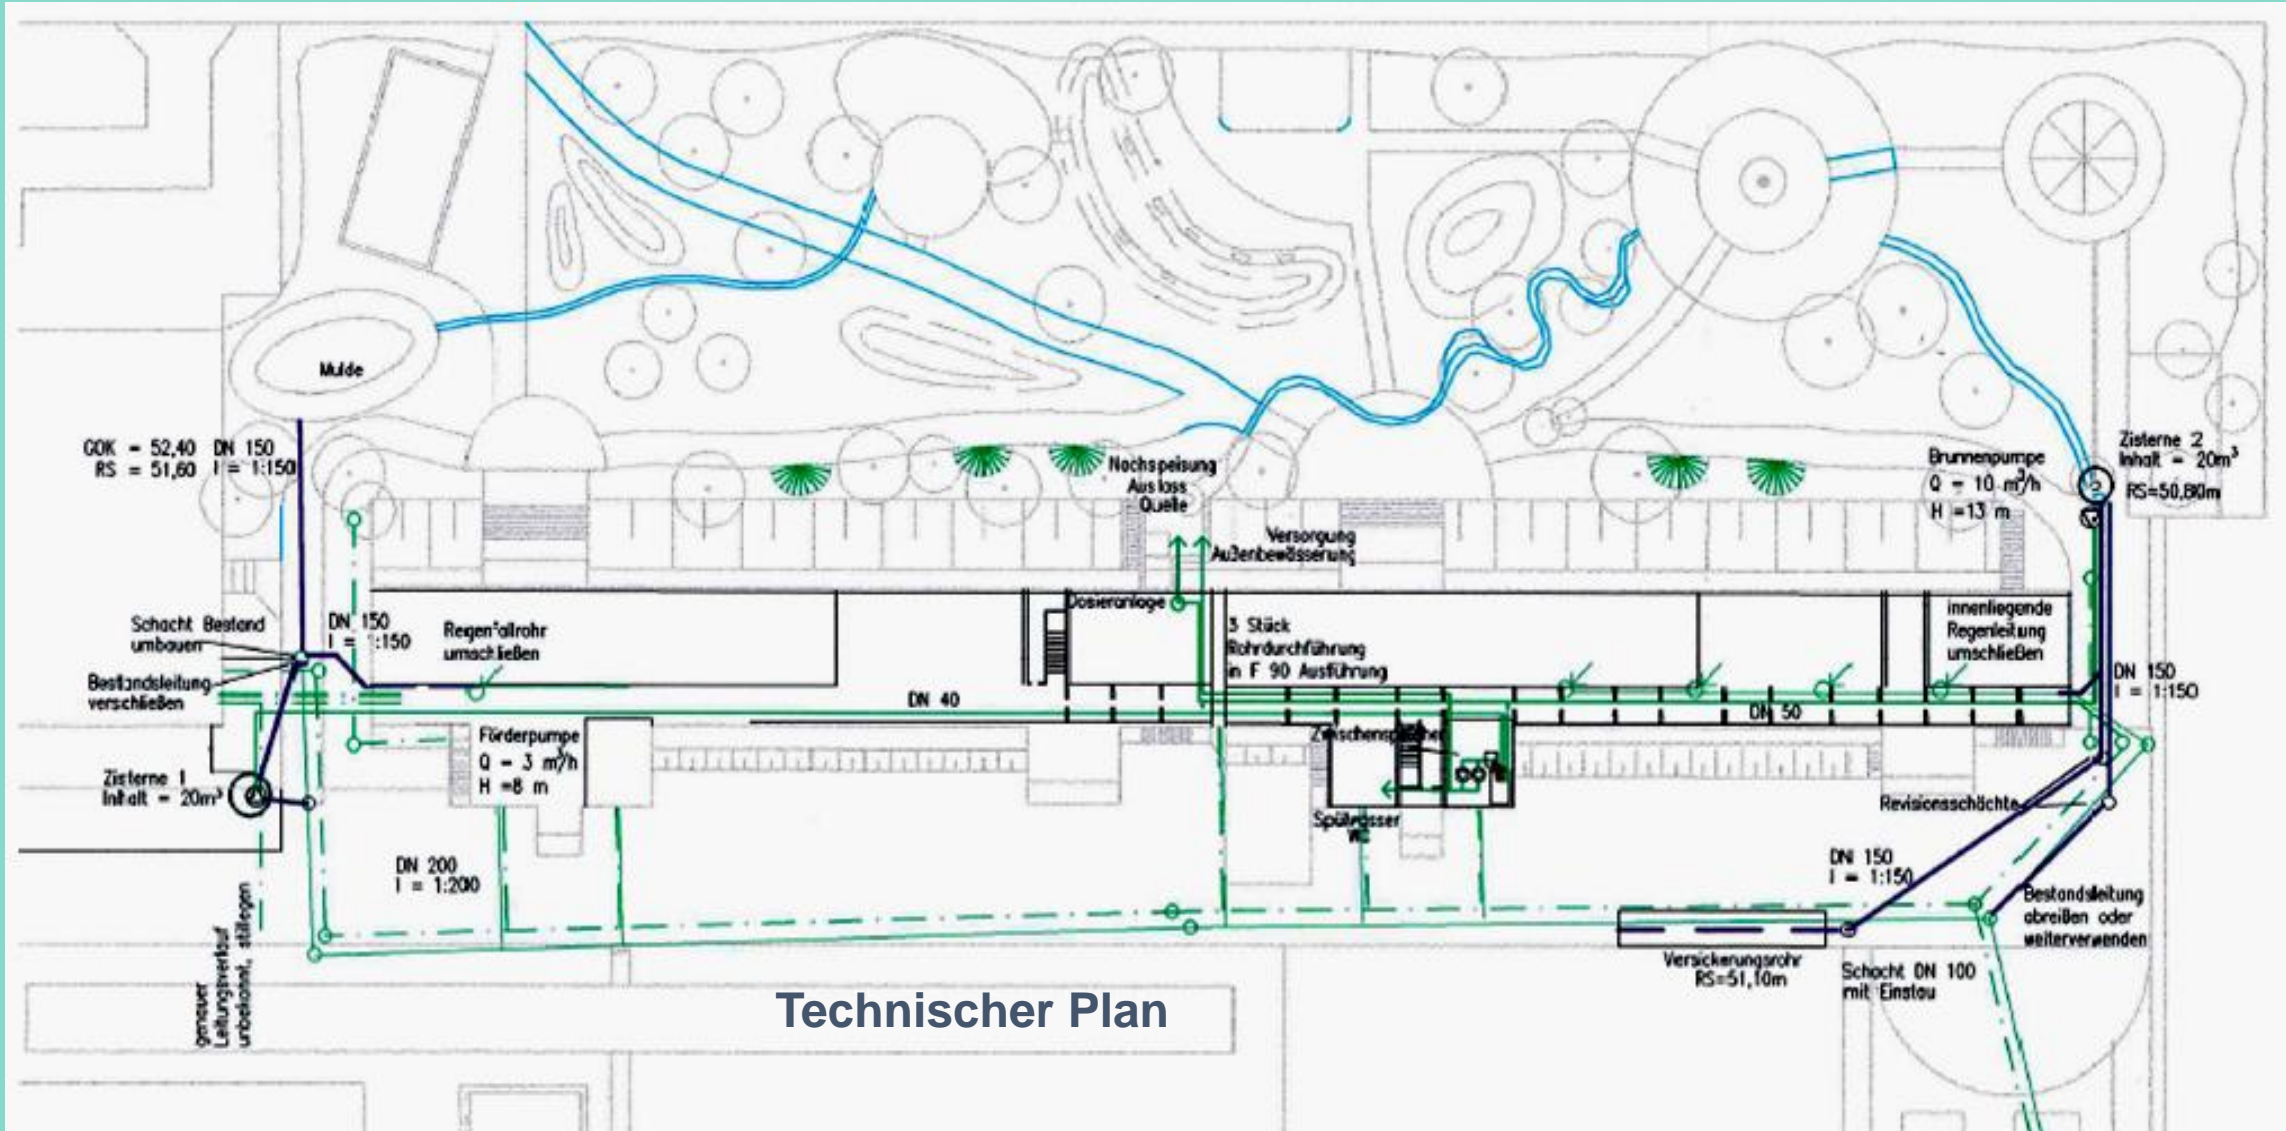 Mulde
GOK = 52,40 DN 150
RS = 51,60 I = 1:150
Nachspeisung
Auslass
Quelle
Versorgung
Außenbewässerung
Brunnenpumpe
Q = 10 m³/h
H =13 m
Zisterne 2
Inhalt = 20m³
RS=50,80m
Schacht Bestand
umbauen
Bestandsleitung
verschließen
DN 150
I = 1:150
Regenfallrohr
umschließen
Dosieranlage
3 Stück
Rohrdurchführung
in F 90 Ausführung
innenliegende
Regenleitung
umschließen
DN 150
I = 1:150
DN 40
DN 50
Förderpumpe
Q = 3 m³/h
H =8 m
Zwischenspeicher
Zisterne 1
Inhalt = 20m³
Spülwasser
WC
Revisionsschächte
DN 200
I = 1:200
DN 150
I = 1:150
Bestandsleitung
abreißen oder
weiterverwenden
genauer
Leitungsverlauf
unbekannt, stillegen
Versickerungsrohr
RS=51,10m
Schacht DN 100
mit Einstau
Technischer Plan